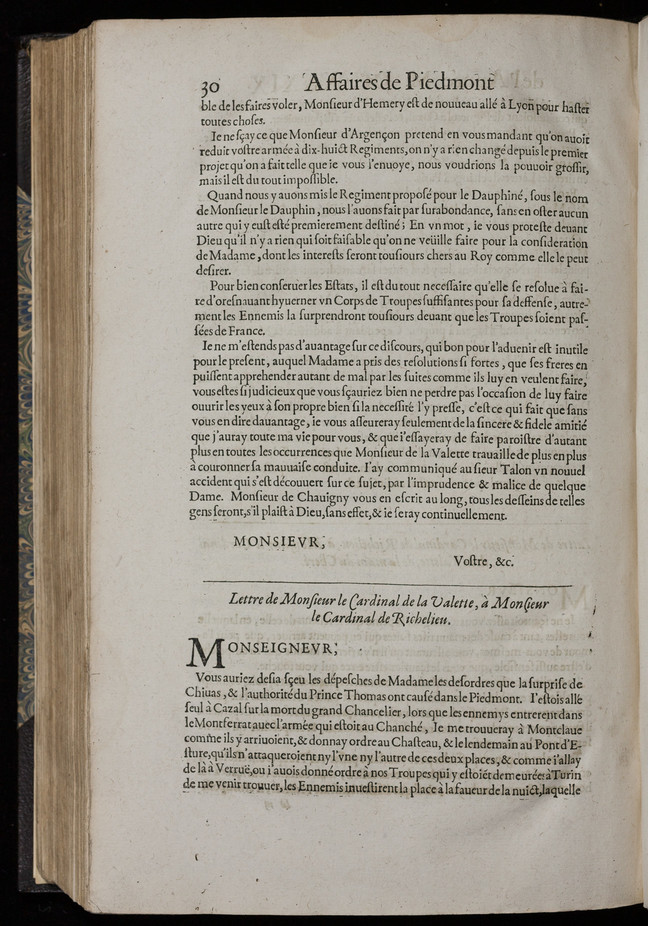 30 Affaires de Piedmont
ble de les faires voler, Monsieur d'Hemery est de nouueau allé à Lyon pour haster
toutes choses.
Ie ne sçay ce que Monsieur d'Argençon pretend en vous mandant qu'on auoit
reduit vostre armée à dix-huict Regiments, on n'y a rien changé depuis le premier
projet qu'on a fait telle que ie vous l'enuoye, nous voudrions la pouuoir grossir,
mais il est du tout impossible.
Quand nous y auons mis le Regiment proposé pour le Dauphiné, sous le nom
de Monsieur le Dauphin, nous l'auons fait par surabondance, sans en oster aucun
autre qui y eust esté premierement destiné; En vn mot, ie vous proteste deuant
Dieu qu'il n'y a rien qui soit faisable qu'on ne veüille faire pour la consideration
de Madame, dont les interests seront tousiours chers au Roy comme elle le peut
desirer.
Pour bien conseruer les Estats, il est du tout necessaire qu'elle se resolue à fai-
re d'oresnauant hyuerner vn Corps de Troupes suffisantes pour sa deffense, autre-
ment les Ennemis la surprendront tousiours deuant que les Troupes soient pas-
sées de France.
Ie ne m'estends pas d'auantage sur ce discours, qui bon pour l'aduenir est inutile
pour le present, auquel Madame a pris des resolutions si fortes, que ses freres en
puissent apprehender autant de mal par les suites comme ils luy en veulent faire,
vous estes si judicieux que vous sçauriez bien ne perdre pas l'occasion de luy faire
ouurir les yeux à son propre bien si la necessité l'y presse, c'est ce qui fait que sans
vous en dire dauantage, ie vous asseureray seulement de la sincere & fidele amitié
que j'auray toute ma vie pour vous, & que i'essayeray de faire paroistre d'autant
plus en toutes les occurrences que Monsieur de la Valette trauaille de plus en plus
à couronner sa mauuaise conduite. I'ay communiqué au sieur Talon vn nouuel
accident qui s'est découuert sur ce sujet, par l'imprudence & malice de quelque
Dame. Monsieur de Chauigny vous en escrit au long, tous les desseins de telles
gens seront, s'il plaist à Dieu, sans effet, & ie seray continuellement.
MONSIEVR,
Vostre, &c.
Lettre de Monsieur le Cardinal de la Valette, à Monsieur
le Cardinal de Richelieu.
MONSEIGNEVR,
Vous auriez desia sçeu les dépesches de Madame les desordres que la surprise de
Chiuas, & l'authorité du Prince Thomas ont causé dans le Piedmont. I'estois allé
seul à Cazal sur la mort du grand Chancelier, lors que les ennemys entrerent dans
le Montferrat auec l'armée qui estoit au Chanché, Ie me trouueray à Montclaue
comme ils y arriuoient, & donnay ordre au Chasteau, & le lendemain au Pont d'E-
sture, qu'ils n'attaqueroient ny l'vne ny l'autre de ces deux places, & comme i'allay
de là à Verruë, ou i'auois donné ordre à nos Troupes qui y estoiét demeurées à Turin
de me venir trouuer, les Ennemis inuestirent la place à la faueur de la nuict, laquelle